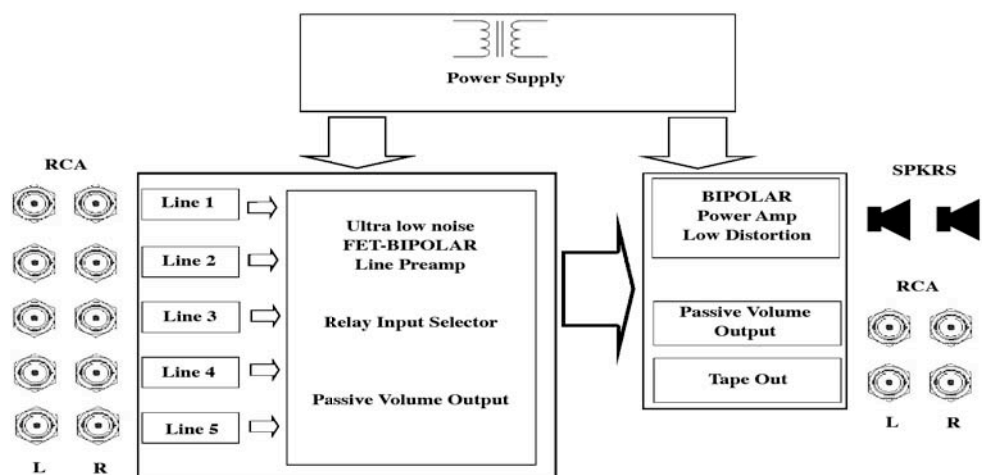 Power Supply
RCA
Line 1
Line 2
Line 3
Line 4
Line 5
L R
Ultra low noise
FET-BIPOLAR
Line Preamp
Relay Input Selector
Passive Volume Output
BIPOLAR
Power Amp
Low Distortion
Passive Volume
Output
Tape Out
SPKRS
RCA
L R